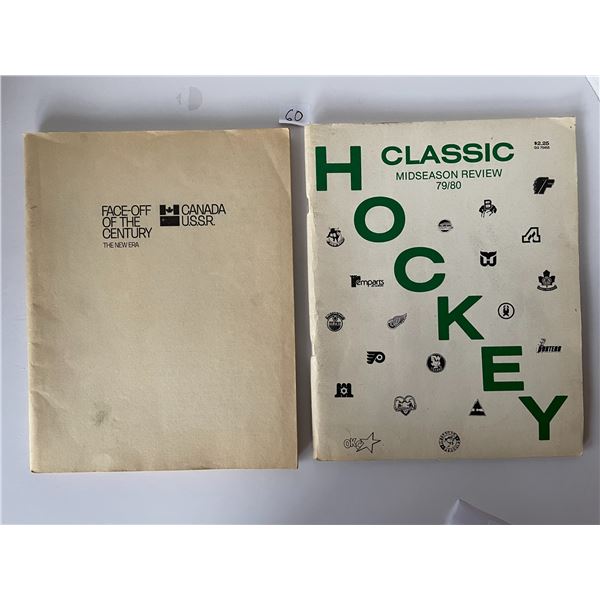 60
FACE-OFF
OF THE
CENTURY
THE NEW ERA
CANADA
U.S.S.R.
CLASSIC
MIDSEASON REVIEW
79/80
$2.25
HOCKEY
remparts
OKC